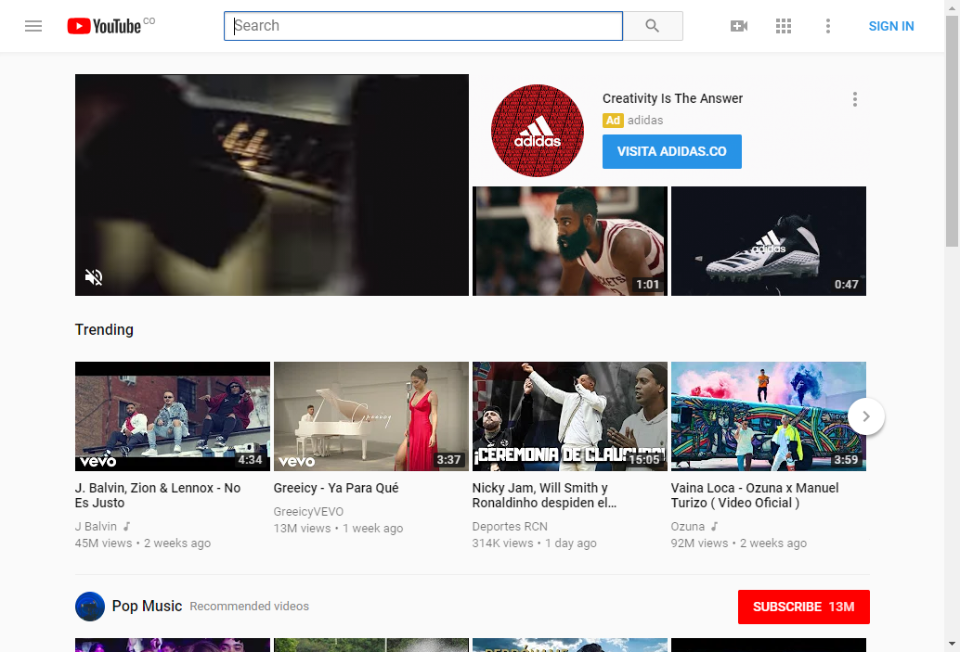 YouTube CO
Search
SIGN IN
Creativity Is The Answer
Ad adidas
adidas
VISITA ADIDAS.CO
1:01
adidas
0:47
Trending
vevo 4:34
Greeicy
vevo 3:37
¡CEREMONIA DE CLAUSURA!
15:05
3:59
J. Balvin, Zion & Lennox - No
Es Justo
J Balvin
45M views • 2 weeks ago
Greeicy - Ya Para Qué
GreeicyVEVO
13M views • 1 week ago
Nicky Jam, Will Smith y
Ronaldinho despiden el...
Deportes RCN
314K views • 1 day ago
Vaina Loca - Ozuna x Manuel
Turizo ( Video Oficial )
Ozuna
92M views • 2 weeks ago
Pop Music Recommended videos
SUBSCRIBE 13M